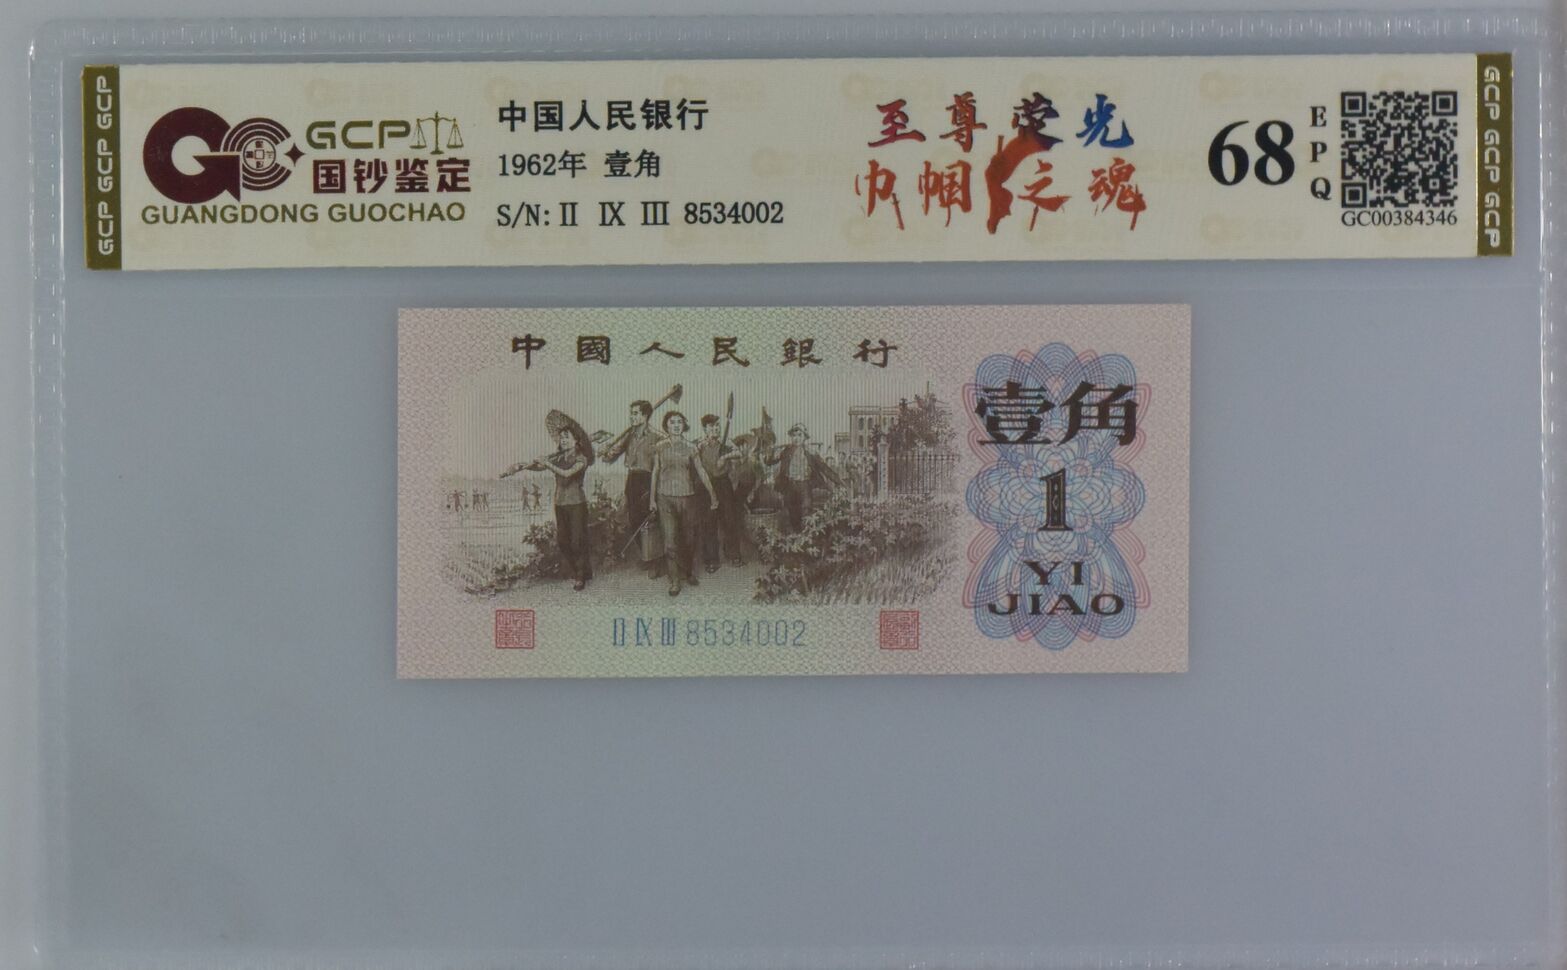 GCP GCP GCP
GCP
国钞鉴定
GUANGDONG GUOCHAO
中国人民银行
1962年 壹角
S/N: II IX III 8534002
至尊荧光
巾帼之魂
68
EPQ
GC00384346
GCP GCP GCP
中國人民銀行
壹角
1
YI
JIAO
II IX III 8534002